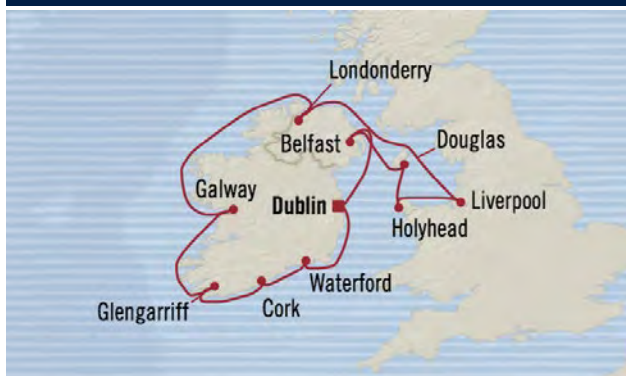 Londonderry
Belfast
Douglas
Galway
Dublin
Liverpool
Holyhead
Waterford
Glengarriff
Cork